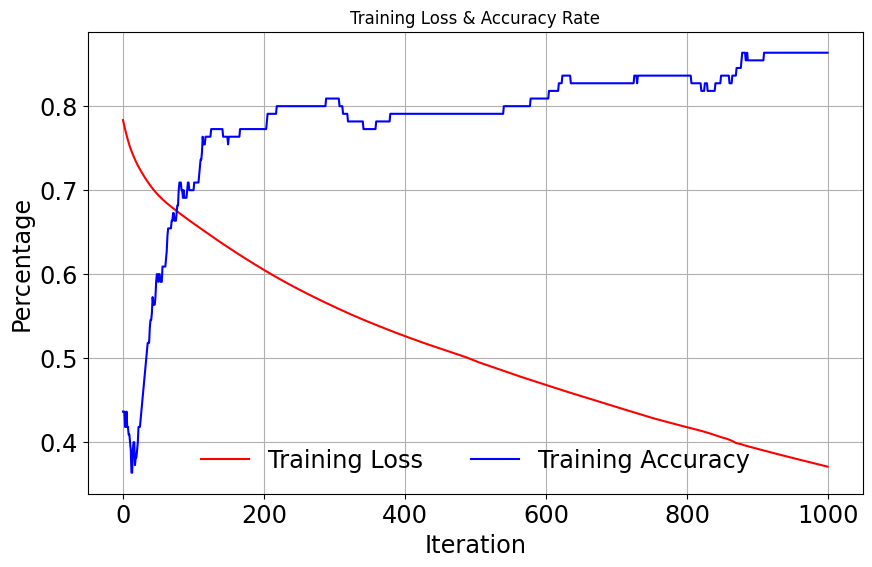 Training Loss & Accuracy Rate
Percentage
0.8
0.7
0.6
0.5
0.4
Training Loss
Training Accuracy
0 200 400 600 800 1000
Iteration